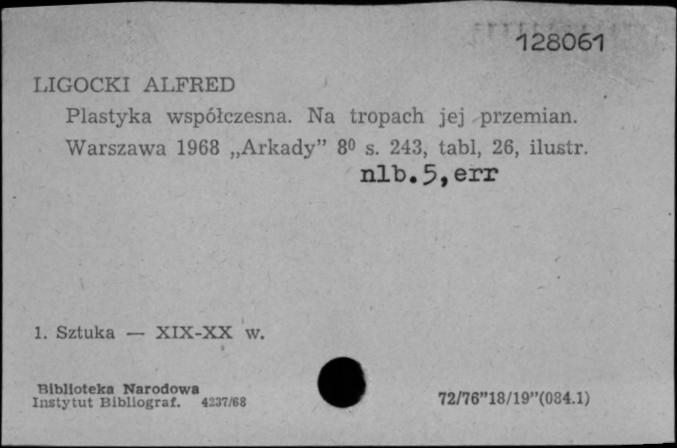 128061
LIGOCKI ALFRED
Plastyka współczesna. Na tropach jej przemian.
Warszawa 1968 „Arkady” 8⁰ s. 243, tabl, 26, ilustr.
nlb.5,err
1. Sztuka — XIX-XX w.
Biblioteka Narodowa
Instytut Bibliograf. 4237/68
72/76”18/19”(084.1)